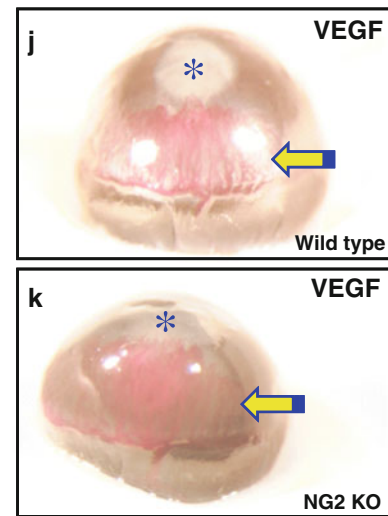 j
VEGF
*
Wild type
k
VEGF
*
NG2 KO